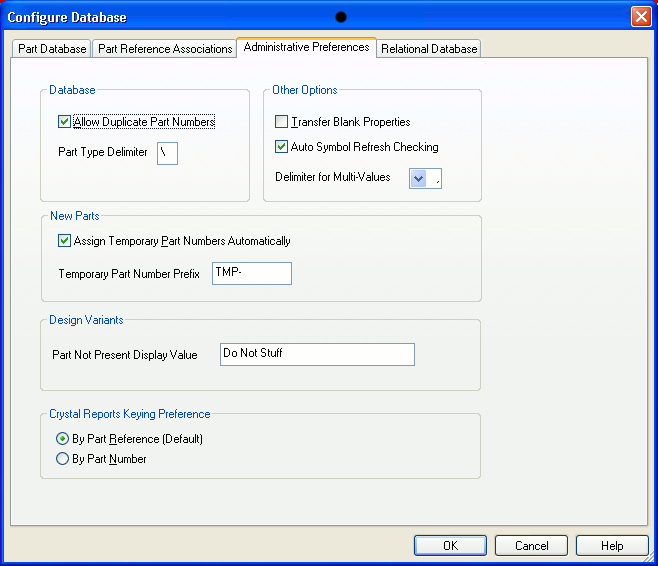 Configure Database
Part Database Part Reference Associations Administrative Preferences Relational Database
Database
Allow Duplicate Part Numbers
Part Type Delimiter \
Other Options
Transfer Blank Properties
Auto Symbol Refresh Checking
Delimiter for Multi-Values ,
New Parts
Assign Temporary Part Numbers Automatically
Temporary Part Number Prefix TMP-
Design Variants
Part Not Present Display Value Do Not Stuff
Crystal Reports Keying Preference
By Part Reference (Default)
By Part Number
OK Cancel Help